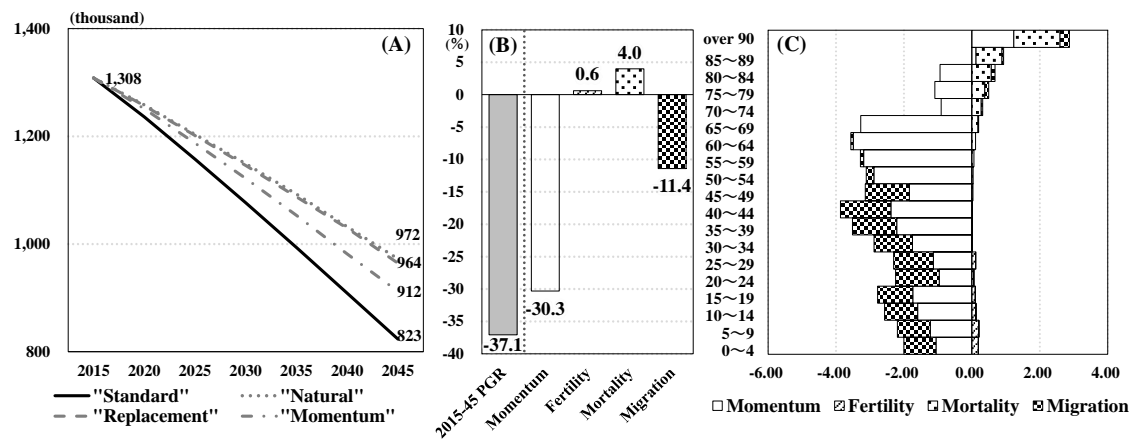 (thousand)
1,400
1,200
1,000
800
(A)
1,308
972
964
912
823
2015 2020 2025 2030 2035 2040 2045
"Standard" "Natural"
"Replacement" "Momentum"
10
(%)
5
0
-5
-10
-15
-20
-25
-30
-35
-40
(B)
0.6
4.0
-11.4
-30.3
-37.1
2015-45 PGR
Momentum
Fertility
Mortality
Migration
(C)
over 90
85～89
80～84
75～79
70～74
65～69
60～64
55～59
50～54
45～49
40～44
35～39
30～34
25～29
20～24
15～19
10～14
5～9
0～4
-6.00 -4.00 -2.00 0.00 2.00 4.00
Momentum Fertility Mortality Migration